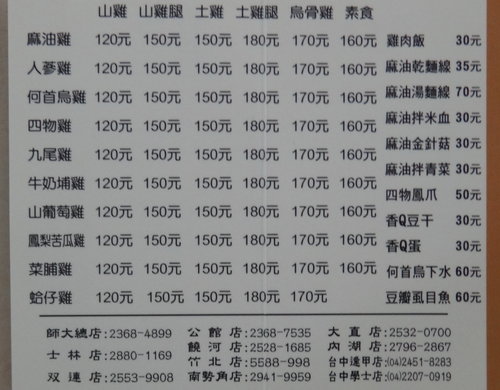 山雞 山雞腿 土雞 土雞腿 烏骨雞 素食
麻油雞 120元 150元 150元 180元 170元 160元 雞肉飯 30元
人蔘雞 120元 150元 150元 180元 170元 160元 麻油乾麵線 35元
何首烏雞 120元 150元 150元 180元 170元 160元 麻油湯麵線 70元
四物雞 120元 150元 150元 180元 170元 160元 麻油拌米血 30元
九尾雞 120元 150元 150元 180元 170元 160元 麻油金針菇 30元
牛奶埔雞 120元 150元 150元 180元 170元 160元 麻油拌青菜 30元
山葡萄雞 120元 150元 150元 180元 170元 160元 四物鳳爪 50元
鳳梨苦瓜雞 120元 150元 150元 180元 170元 160元 香Q豆干 30元
香Q蛋 30元
菜脯雞 120元 150元 150元 180元 170元 160元 何首烏下水 60元
蛤仔雞 120元 150元 150元 180元 170元 豆瓣虱目魚 60元
師大總店:2368-4899 公館店:2368-7535 大直店:2532-0700
士林店:2880-1169 饒河店:2528-1685 內湖店:2796-2867
竹北店:5588-998 台中逢甲店:(04)2451-8283
雙連店:2553-9908 南勢角店:2941-9959 台中學士店:(04)2207-0919